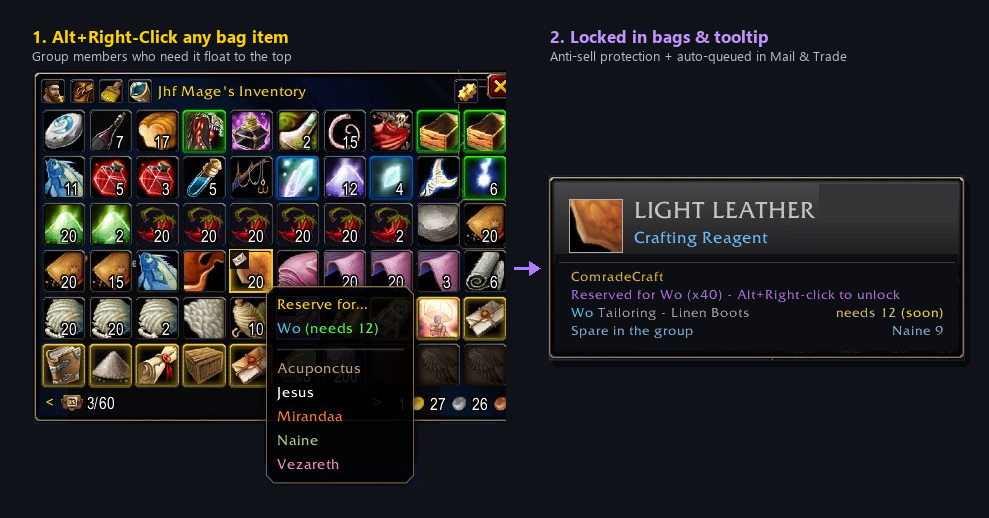 1. Alt+Right-Click any bag item
Group members who need it float to the top
Jhf Mage's Inventory
7 17 2 15
11 5 3 5 12 4 6
20 2 20 20 20 20 20 2 20
20 15 2 20 20 20 3 6
20 20 2 10
Reserve for...
Wo (needs 12)
Acuponctus
Jesus
Mirandaa
Naine
Vezareth
200
< 3/60 > 1 27 26
2. Locked in bags & tooltip
Anti-sell protection + auto-queued in Mail & Trade
LIGHT LEATHER
Crafting Reagent
ComradeCraft
Reserved for Wo (x40) - Alt+Right-click to unlock
Wo Tailoring - Linen Boots needs 12 (soon)
Spare in the group Naine 9